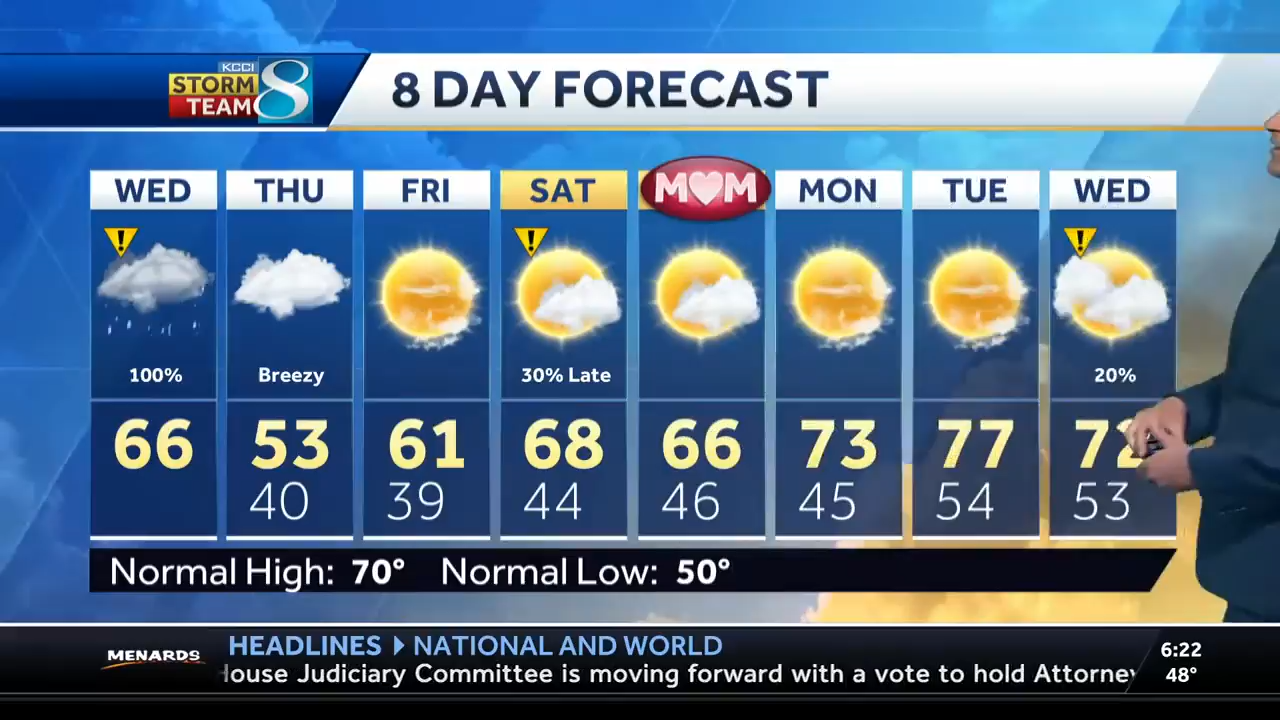 KCCI
STORM
TEAM 8
8 DAY FORECAST
WED THU FRI SAT MOM MON TUE WED
! ! !
100% Breezy 30% Late 20%
66 53 61 68 66 73 77 72
40 39 44 46 45 54 53
Normal High: 70° Normal Low: 50°
MENARDS
HEADLINES NATIONAL AND WORLD
House Judiciary Committee is moving forward with a vote to hold Attorney
6:22
48°